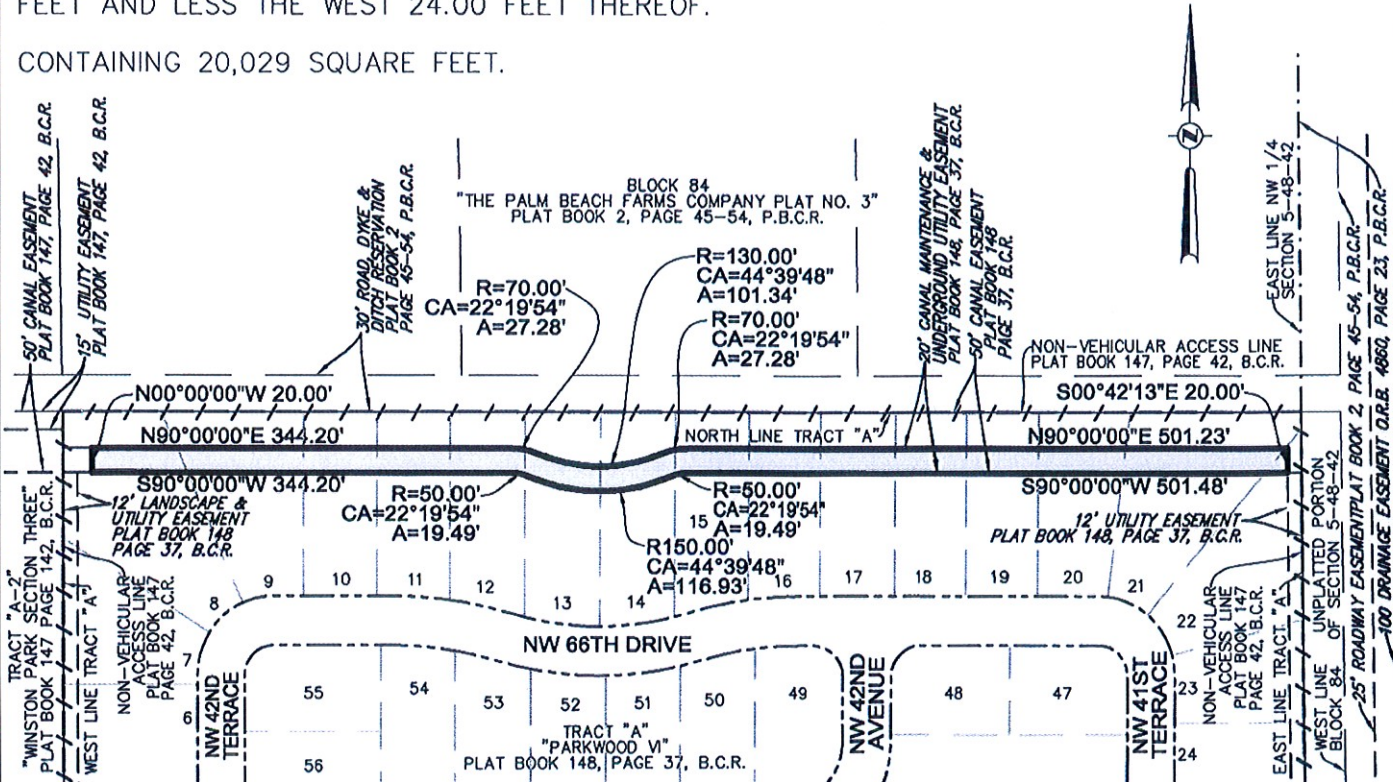 FEET AND LESS THE WEST 24.00 FEET THEREOF.
CONTAINING 20,029 SQUARE FEET.
50' CANAL EASEMENT
PLAT BOOK 147, PAGE 42, B.C.R.
15' UTILITY EASEMENT
PLAT BOOK 147, PAGE 42, B.C.R.
30' ROAD, DYKE &
DITCH RESERVATION
PLAT BOOK 2
PAGE 45-54, P.B.C.R.
BLOCK 84
"THE PALM BEACH FARMS COMPANY PLAT NO. 3"
PLAT BOOK 2, PAGE 45-54, P.B.C.R.
20' CANAL MAINTENANCE &
UNDERGROUND UTILITY EASEMENT
PLAT BOOK 148, PAGE 37, B.C.R.
50' CANAL EASEMENT
PLAT BOOK 148
PAGE 37, B.C.R.
Z
EAST LINE NW 1/4
SECTION 5-48-42
R=70.00'
CA=22°19'54"
A=27.28'
R=130.00'
CA=44°39'48"
A=101.34'
R=70.00'
CA=22°19'54"
A=27.28'
NON-VEHICULAR ACCESS LINE
PLAT BOOK 147, PAGE 42, B.C.R.
N00°00'00"W 20.00'
S00°42'13"E 20.00'
N90°00'00"E 344.20'
NORTH LINE TRACT "A"
N90°00'00"E 501.23'
S90°00'00"W 344.20'
S90°00'00"W 501.48'
12' LANDSCAPE &
UTILITY EASEMENT
PLAT BOOK 148
PAGE 37, B.C.R.
R=50.00'
CA=22°19'54"
A=19.49'
R=50.00'
CA=22°19'54"
A=19.49'
R150.00'
CA=44°39'48"
A=116.93'
12' UTILITY EASEMENT
PLAT BOOK 148, PAGE 37, B.C.R.
TRACT "A-2"
"WINSTON PARK SECTION THREE"
PLAT BOOK 147 PAGE 142, B.C.R.
WEST LINE TRACT "A"
NON-VEHICULAR
ACCESS LINE
PLAT BOOK 147
PAGE 42, B.C.R.
6
7
8
9
10
11
12
13
14
15
16
17
18
19
20
21
22
23
24
NW 66TH DRIVE
NW 42ND
TERRACE
NW 42ND
AVENUE
NW 41ST
TERRACE
55
54
53
52
51
50
49
48
47
56
TRACT "A"
"PARKWOOD VI"
PLAT BOOK 148, PAGE 37, B.C.R.
NON-VEHICULAR
ACCESS LINE
PLAT BOOK 147
PAGE 42, B.C.R.
EAST LINE TRACT "A"
WEST LINE UNPLATTED PORTION
BLOCK 84 OF SECTION 5-48-42
25' ROADWAY EASEMENTPLAT BOOK 2, PAGE 45-54, P.B.C.R.
100 DRAINAGE EASEMENT O.R.B. 4860, PAGE 23, P.B.C.R.